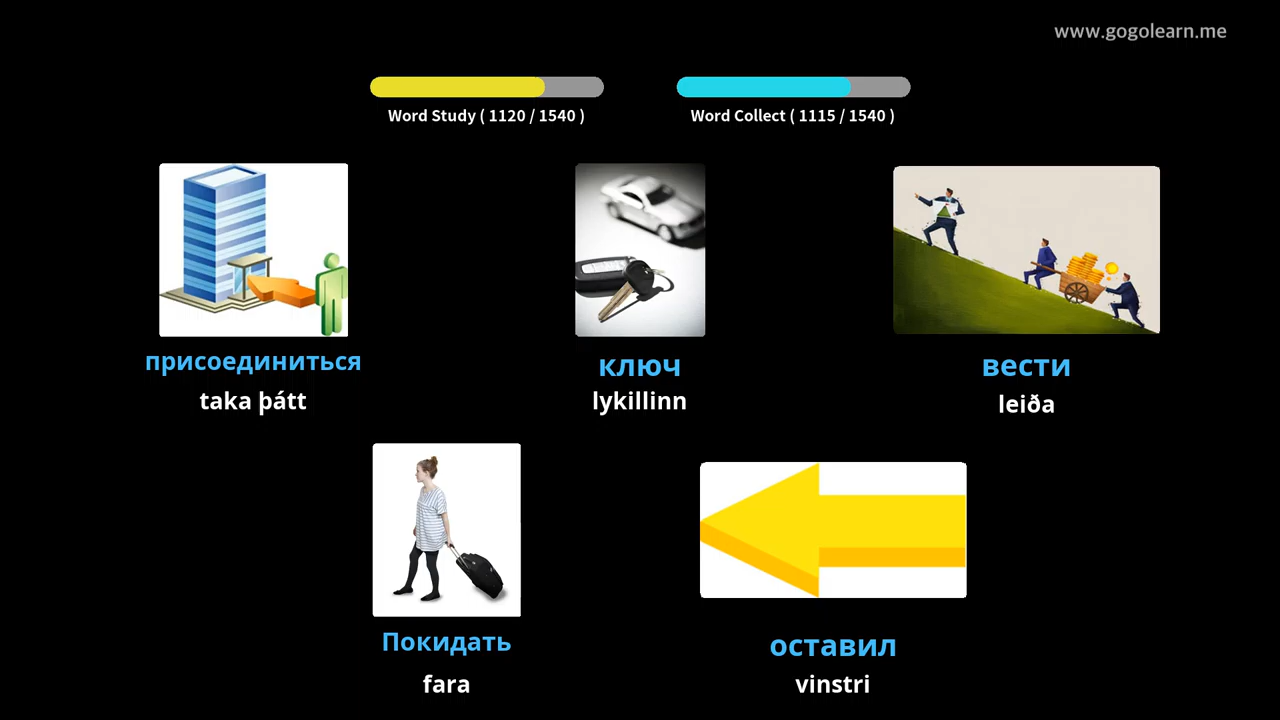 www.gogolearn.me
Word Study ( 1120 / 1540 )
Word Collect ( 1115 / 1540 )
присоединиться
taka þátt
ключ
lykillinn
вести
leiða
Покидать
fara
оставил
vinstri